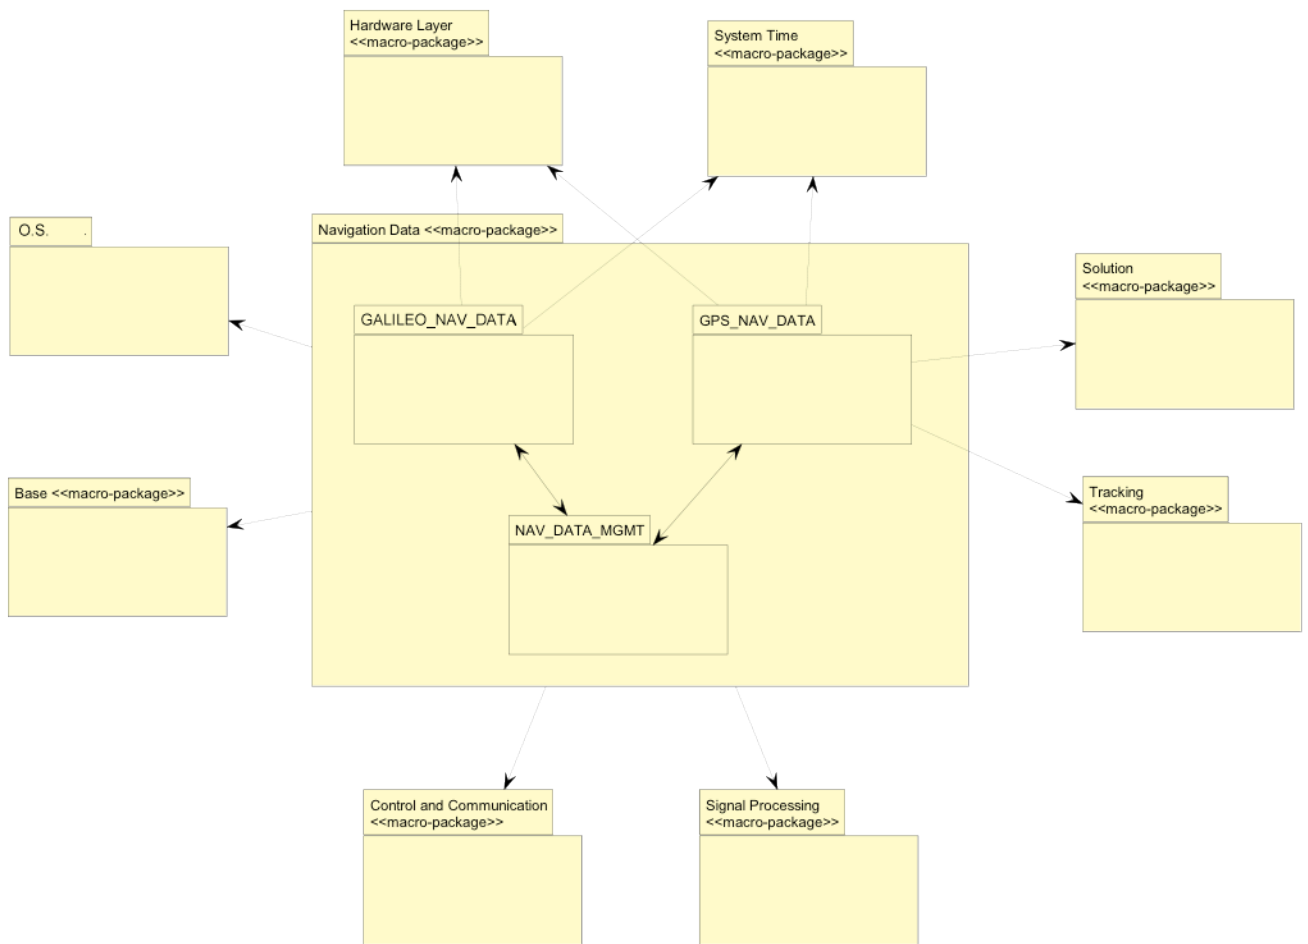 Hardware Layer
<<macro-package>>
System Time
<<macro-package>>
O.S. .
Navigation Data <<macro-package>>
Solution
<<macro-package>>
GALILEO_NAV_DATA
GPS_NAV_DATA
Base <<macro-package>>
Tracking
<<macro-package>>
NAV_DATA_MGMT
Control and Communication
<<macro-package>>
Signal Processing
<<macro-package>>